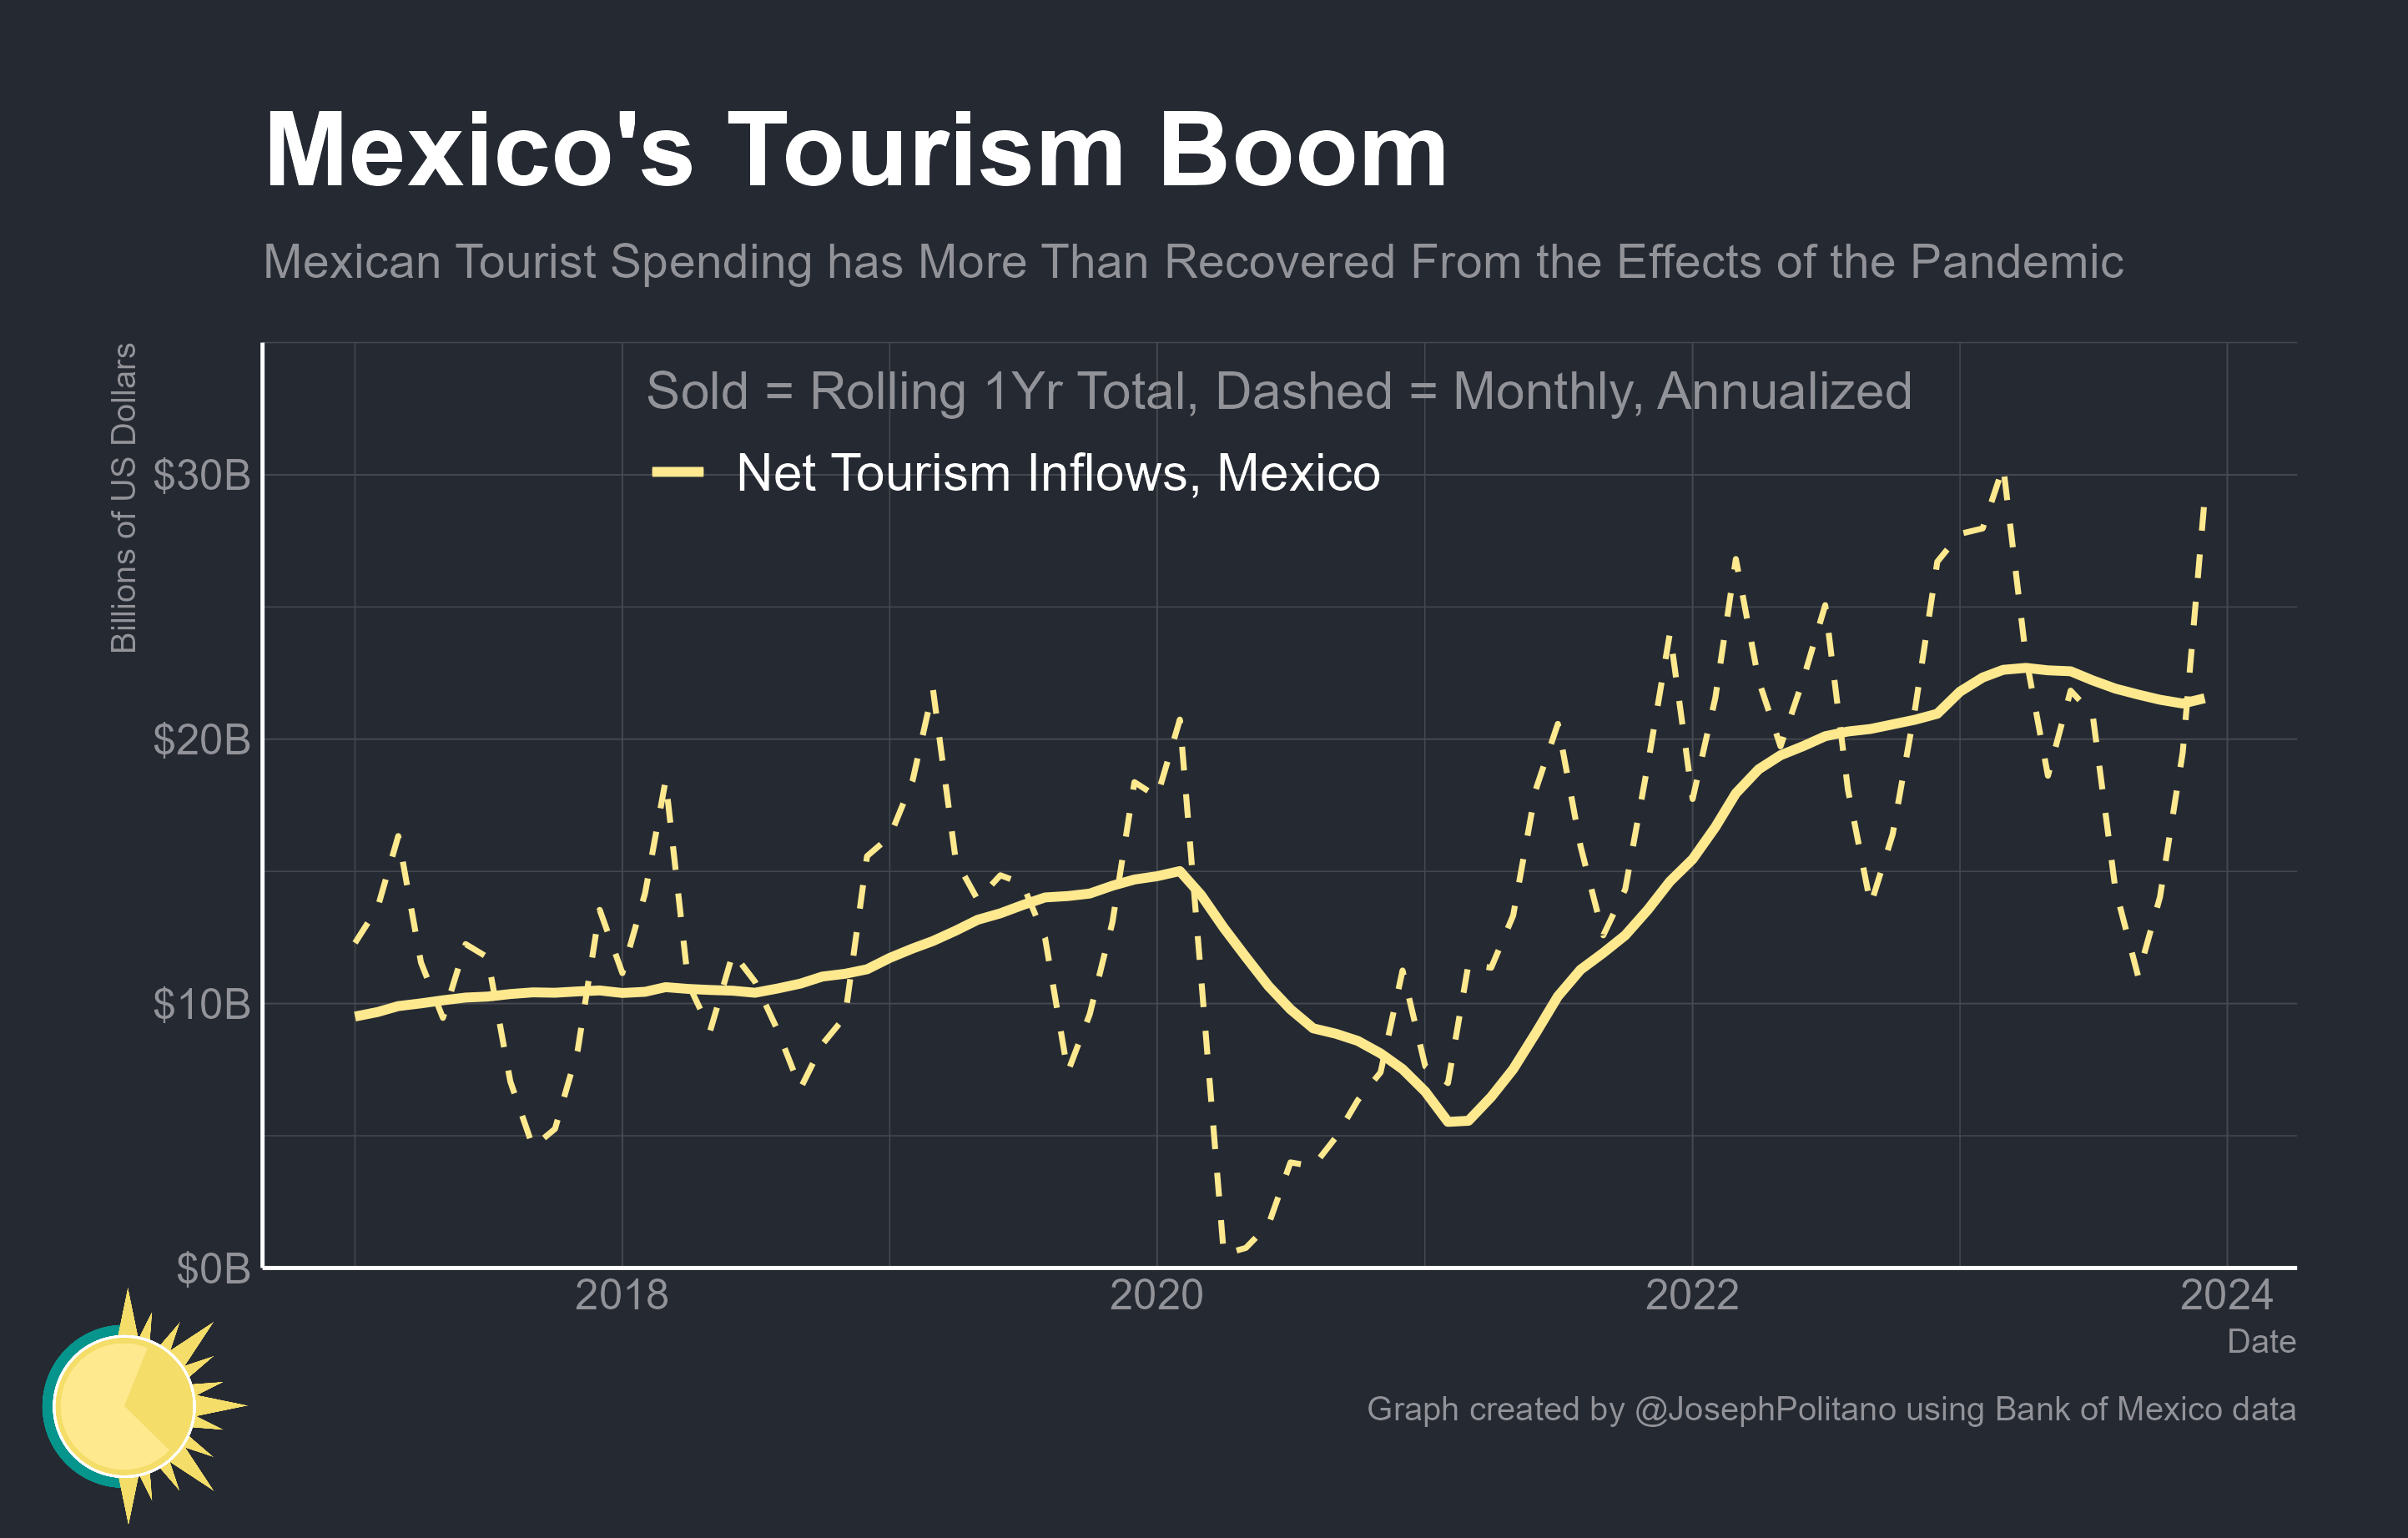 Mexico's Tourism Boom
Mexican Tourist Spending has More Than Recovered From the Effects of the Pandemic
Billions of US Dollars
Sold = Rolling 1Yr Total, Dashed = Monthly, Annualized
Net Tourism Inflows, Mexico
$30B
$20B
$10B
$0B
2018
2020
2022
2024
Date
Graph created by @JosephPolitano using Bank of Mexico data